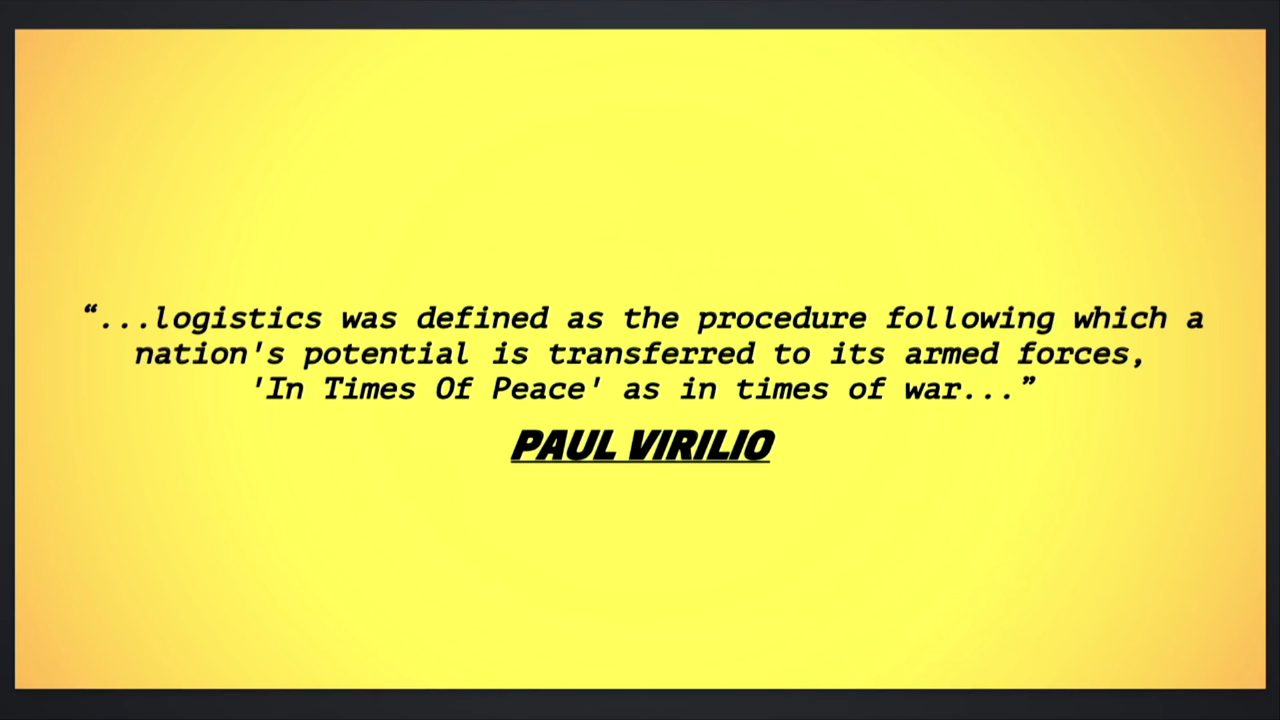 “...logistics was defined as the procedure following which a
nation's potential is transferred to its armed forces,
'In Times Of Peace' as in times of war...”
PAUL VIRILIO